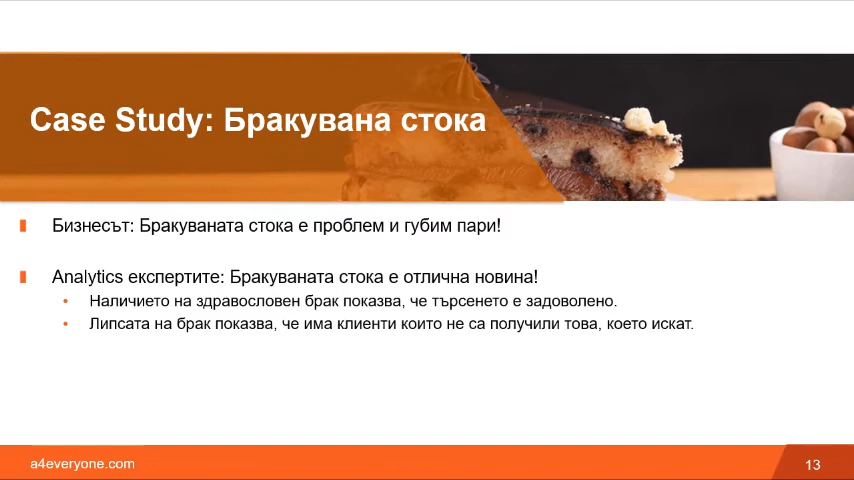 Case Study: Бракувана стока
Бизнесът: Бракуваната стока е проблем и губим пари!
Analytics експертите: Бракуваната стока е отлична новина!
Наличието на здравословен брак показва, че търсенето е задоволено.
Липсата на брак показва, че има клиенти които не са получили това, което искат.
a4everyone.com
13